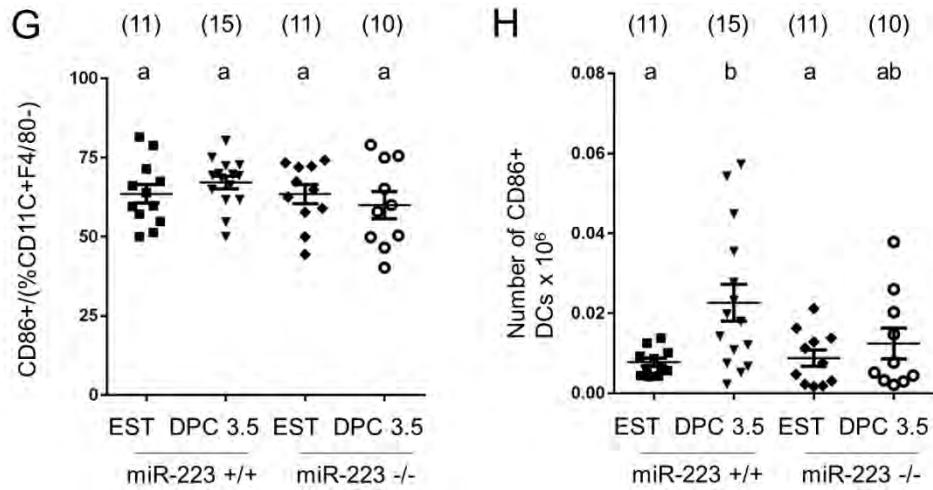 G (11) (15) (11) (10)
a a a a
CD86+/(%CD11C+F4/80-)
100
75
50
25
0
EST DPC 3.5 EST DPC 3.5
miR-223 +/+ miR-223 -/-
H (11) (15) (11) (10)
a b a ab
Number of CD86+
DCs x 10⁶
0.08
0.06
0.04
0.02
0.00
EST DPC 3.5 EST DPC 3.5
miR-223 +/+ miR-223 -/-